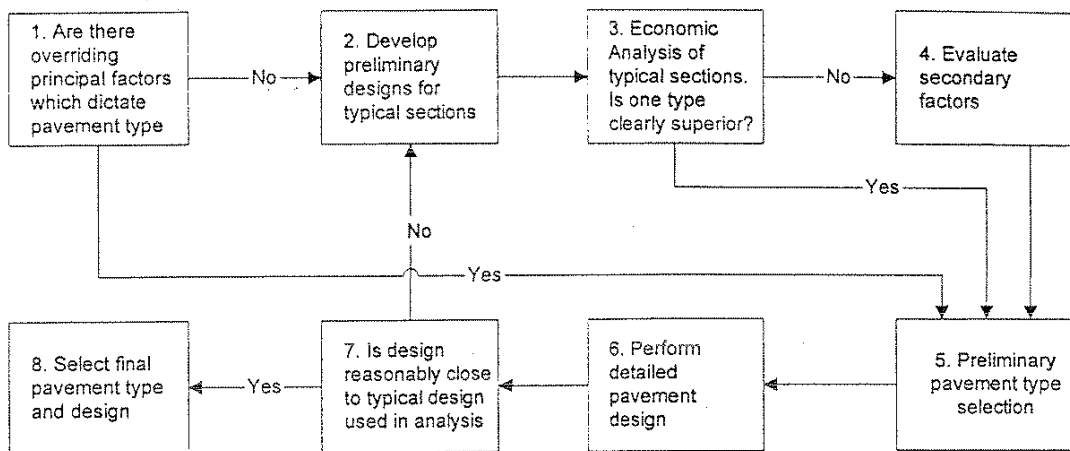 1. Are there
overriding
principal factors
which dictate
pavement type
No
2. Develop
preliminary
designs for
typical sections
3. Economic
Analysis of
typical sections.
Is one type
clearly superior?
No
4. Evaluate
secondary
factors
Yes
No
Yes
8. Select final
pavement type
and design
Yes
7. Is design
reasonably close
to typical design
used in analysis
6. Perform
detailed
pavement
design
5. Preliminary
pavement type
selection